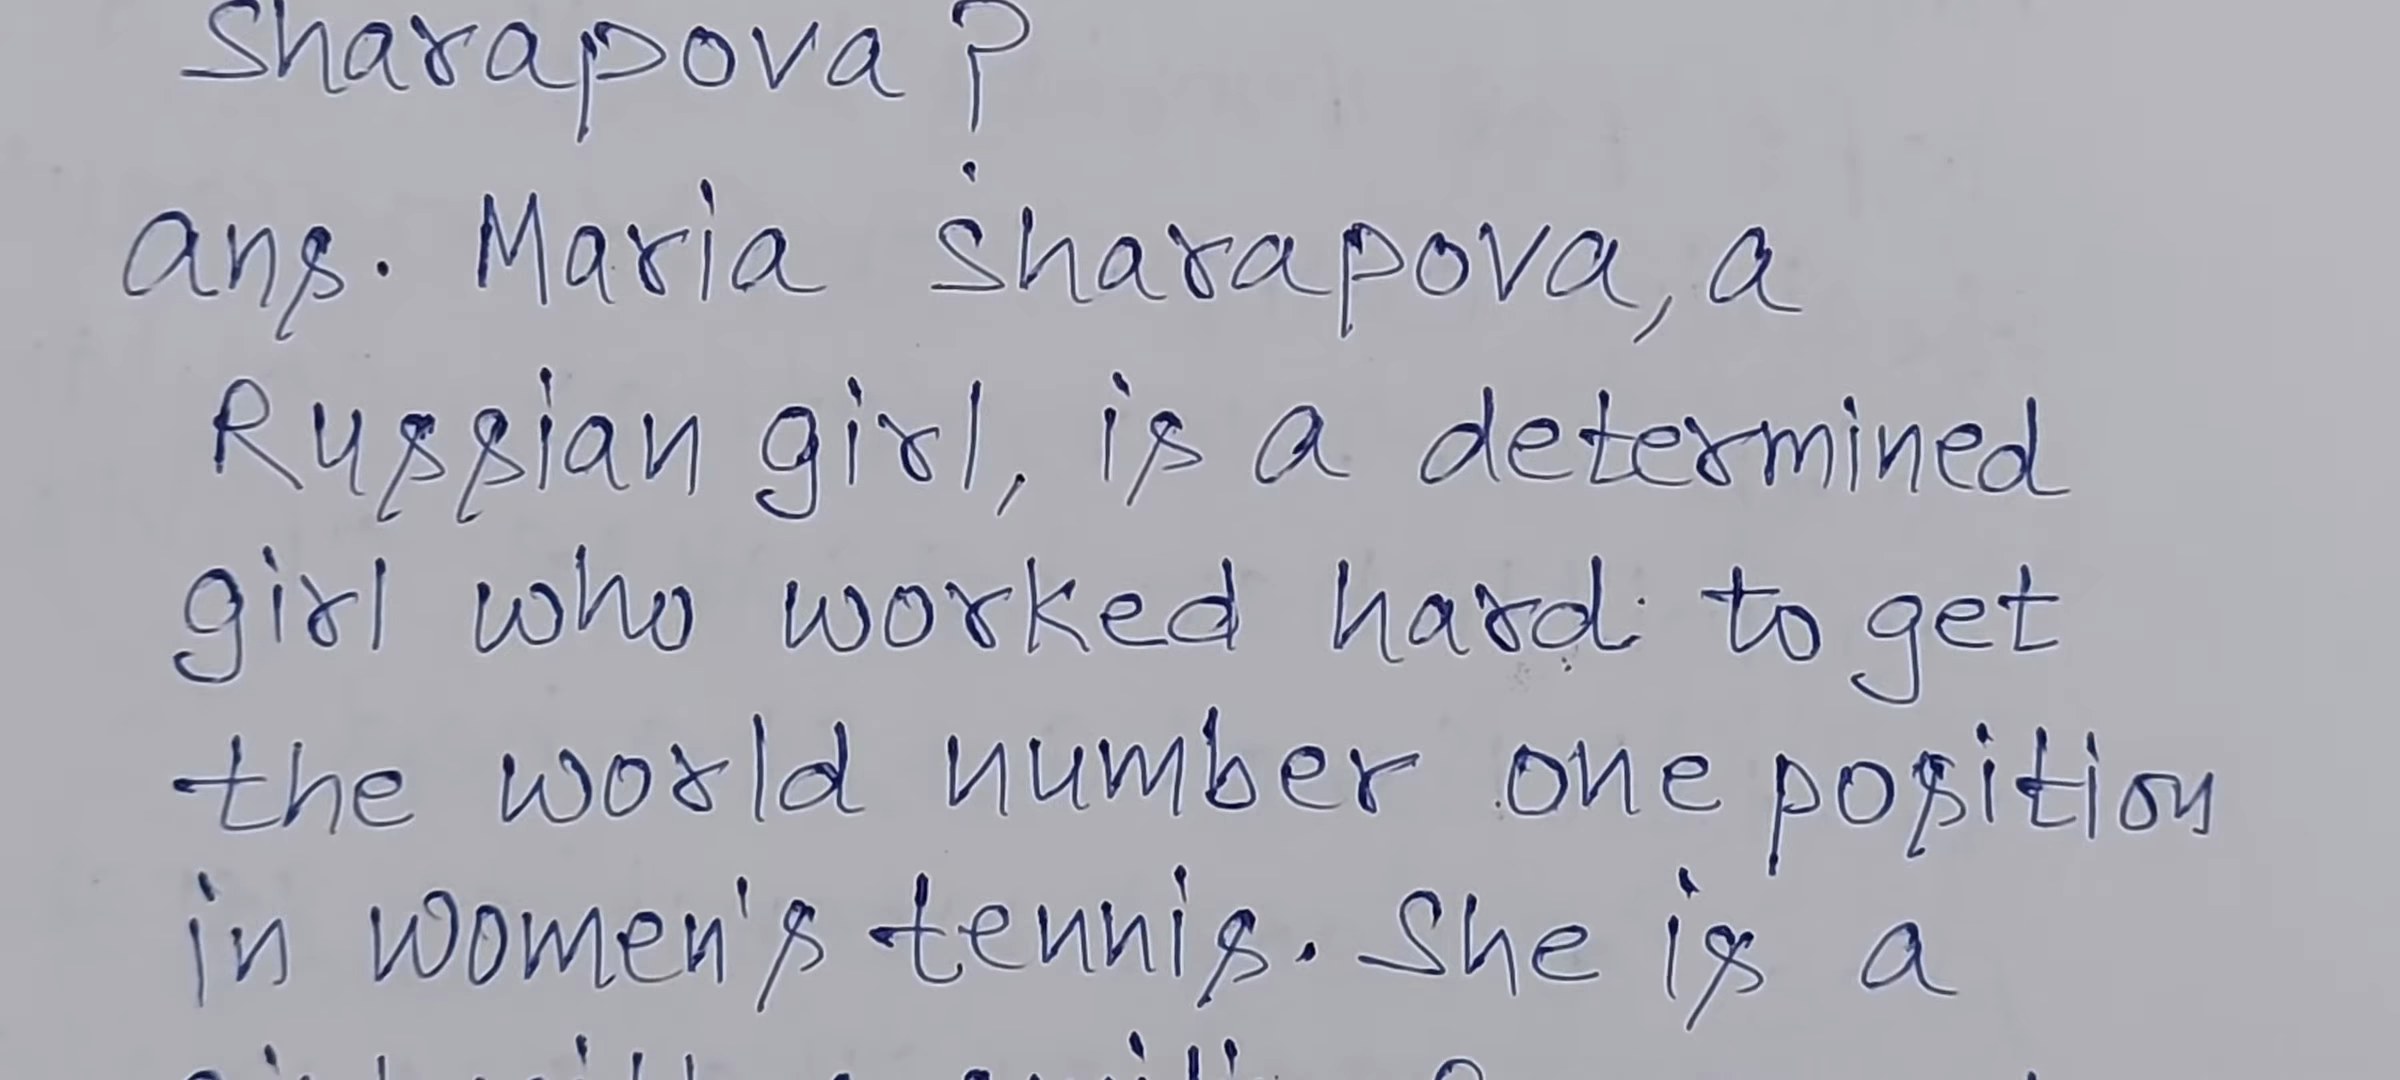 Sharapova?
ans. Maria Sharapova, a
Russian girl, is a determined
girl who worked hard to get
the world number one position
in women's tennis. She is a